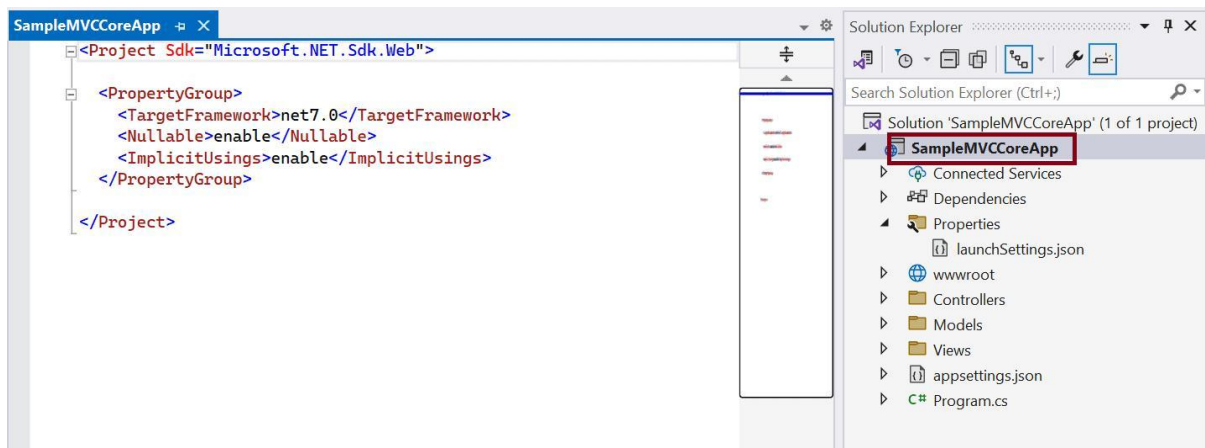 SampleMVCCoreApp
<Project Sdk="Microsoft.NET.Sdk.Web">
<PropertyGroup>
<TargetFramework>net7.0</TargetFramework>
<Nullable>enable</Nullable>
<ImplicitUsings>enable</ImplicitUsings>
</PropertyGroup>
</Project>
Solution Explorer
Search Solution Explorer (Ctrl+;)
Solution 'SampleMVCCoreApp' (1 of 1 project)
SampleMVCCoreApp
Connected Services
Dependencies
Properties
launchSettings.json
wwwroot
Controllers
Models
Views
appsettings.json
C# Program.cs